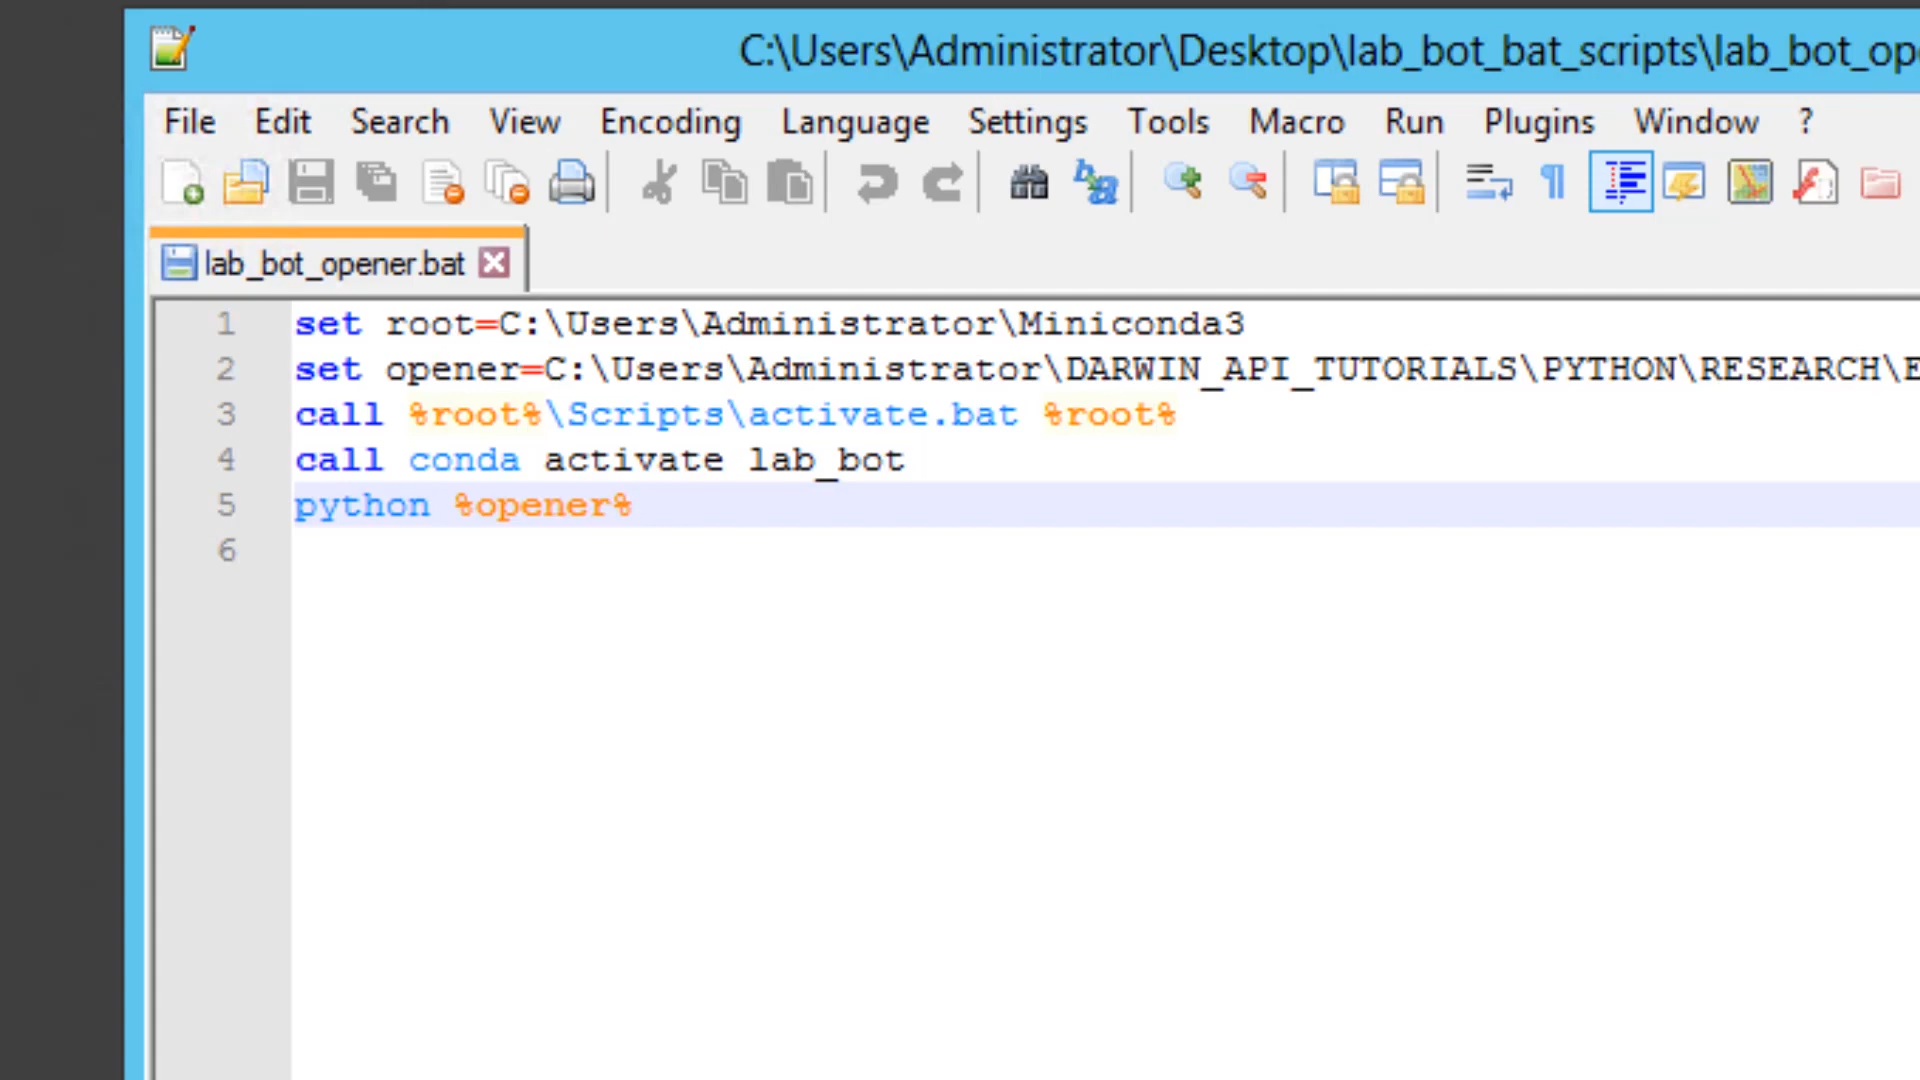 C:\Users\Administrator\Desktop\lab_bot_bat_scripts\lab_bot_op
File Edit Search View Encoding Language Settings Tools Macro Run Plugins Window ?
lab_bot_opener.bat
1 set root=C:\Users\Administrator\Miniconda3
2 set opener=C:\Users\Administrator\DARWIN_API_TUTORIALS\PYTHON\RESEARCH\E
3 call %root%\Scripts\activate.bat %root%
4 call conda activate lab_bot
5 python %opener%
6